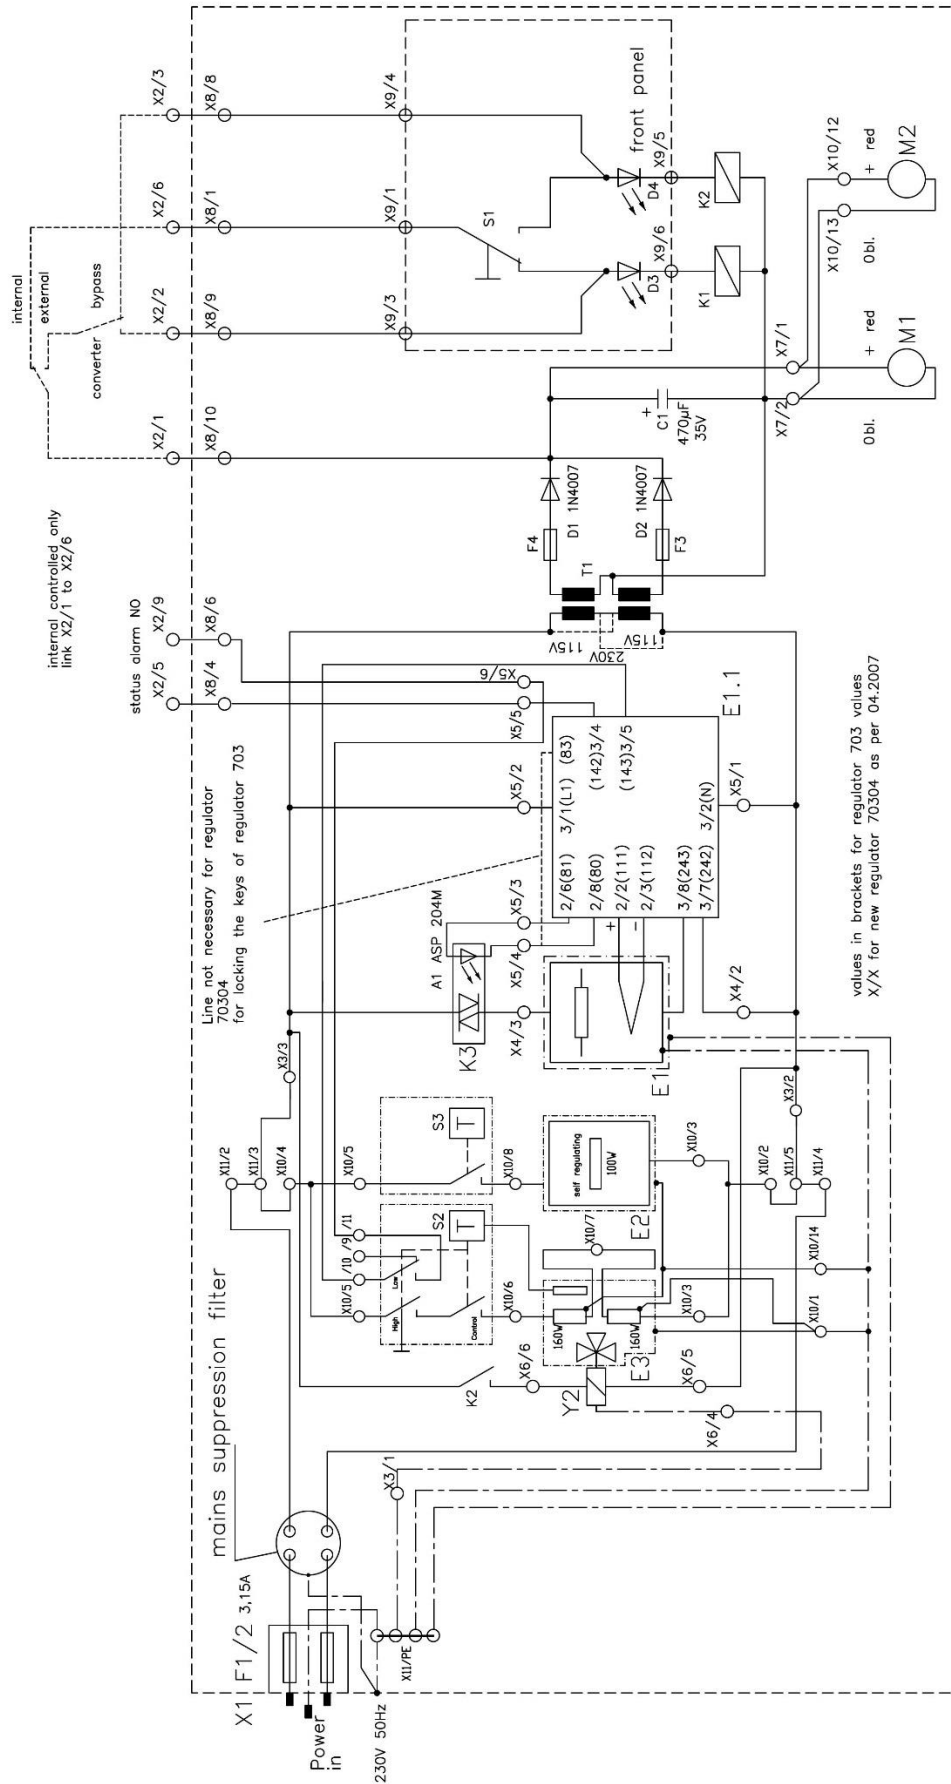 X1 F1/2 3,15A
Power
in
230V 50Hz
X11/PE
mains suppression filter
X3/1
X6/4
K2
X6/6
Y2
X6/5
X11/2
X11/3
X10/4
X3/3
X10/5
X10/5
/10
/9
/11
High
Low
Control
S2
T
S3
T
X10/5
X10/6
X10/8
160W
160W
E3
X10/7
X10/3
self regulating
100W
E2
X10/3
X10/1
X10/14
X10/2
X11/5
X11/4
X3/2
Line not necessary for regulator
70304
for locking the keys of regulator 703
K3
A1 ASP 204M
X4/3
X5/4
X5/3
X5/2
X5/5
X5/6
E1
X4/2
+
–
2/6(81)
2/8(80)
2/2(111)
2/3(112)
3/8(243)
3/7(242)
3/1(L1)
(83)
(142)3/4
(143)3/5
3/2(N)
X5/1
E1.1
values in brackets for regulator 703 values
X/X for new regulator 70304 as per 04.2007
status alarm NO
X2/5
X2/9
X8/4
X8/6
internal controlled only
link X2/1 to X2/6
115V
230V
115V
T1
F4
F3
D1 1N4007
D2 1N4007
+
C1
470µF
35V
internal
external
converter
bypass
X2/1
X2/2
X2/6
X2/3
X8/10
X8/9
X8/1
X8/8
X9/3
X9/1
X9/4
S1
D3
D4
front panel
X9/6
X9/5
K1
K2
X7/2
X7/1
X10/13
X10/12
0bl.
+ red
M1
0bl.
+ red
M2